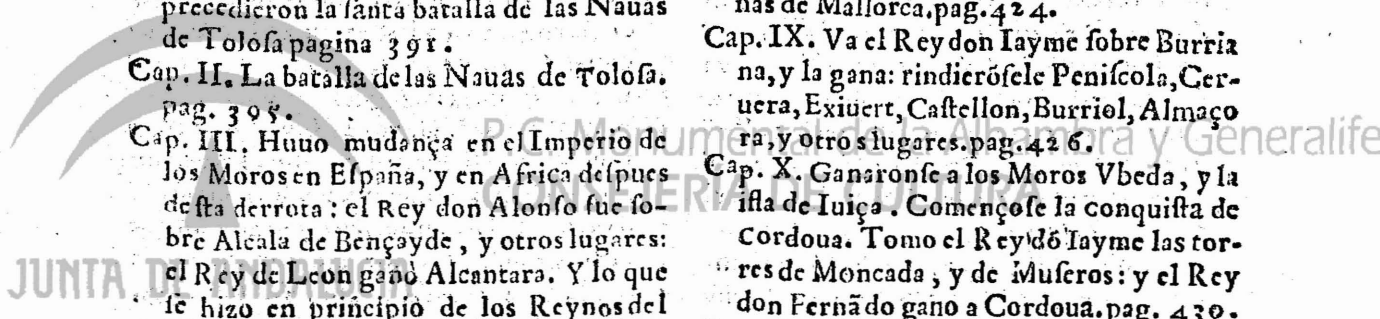 precedieron la ſanta batalla de las Nauas
de Toloſa pagina 391.
Cap. II. La batalla de las Nauas de Toloſa.
pag. 395.
Cap. III. Huuo mudança en el Imperio de
los Moros en Eſpaña, y en Africa deſpues
deſta derrota: el Rey don Alonſo fue ſo-
bre Alcala de Bençayde, y otros lugares:
el Rey de Leon gañò Alcantara. Y lo que
ſe hizo en principio de los Reynos del
nas de Mallorca, pag. 424.
Cap. IX. Va el Rey don Iayme ſobre Burria
na, y la gana: rindieróſele Peniſcola, Cer-
uera, Exiuert, Caſtellon, Burriol, Almaço
ra, y otros lugares. pag. 426.
Cap. X. Ganaronſe a los Moros Vbeda, y la
iſla de Iuiça. Començoſe la conquiſta de
Cordoua. Tomo el Rey dõ Iayme las tor-
res de Moncada, y de Muſeros: y el Rey
don Fernãdo gano a Cordoua. pag. 430.
P.C. Monumental de la Alhambra y Generalife
CONSEJERÍA DE CULTURA
JUNTA DE ANDALUCIA